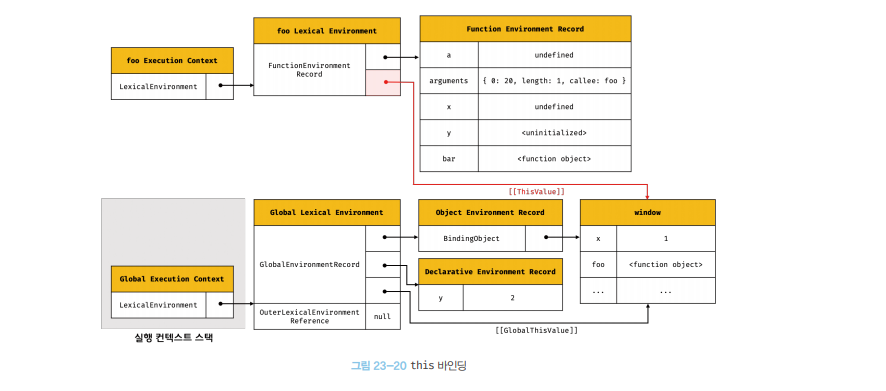 foo Execution Context
LexicalEnvironment
foo Lexical Environment
FunctionEnvironment
Record
Function Environment Record
a undefined
arguments { 0: 20, length: 1, callee: foo }
x undefined
y <uninitialized>
bar <function object>
[[ThisValue]]
Global Execution Context
LexicalEnvironment
실행 컨텍스트 스택
Global Lexical Environment
GlobalEnvironmentRecord
OuterLexicalEnvironment
Reference
null
Object Environment Record
BindingObject
Declarative Environment Record
y 2
window
x 1
foo <function object>
... ...
[[GlobalThisValue]]
그림 23-20 this 바인딩